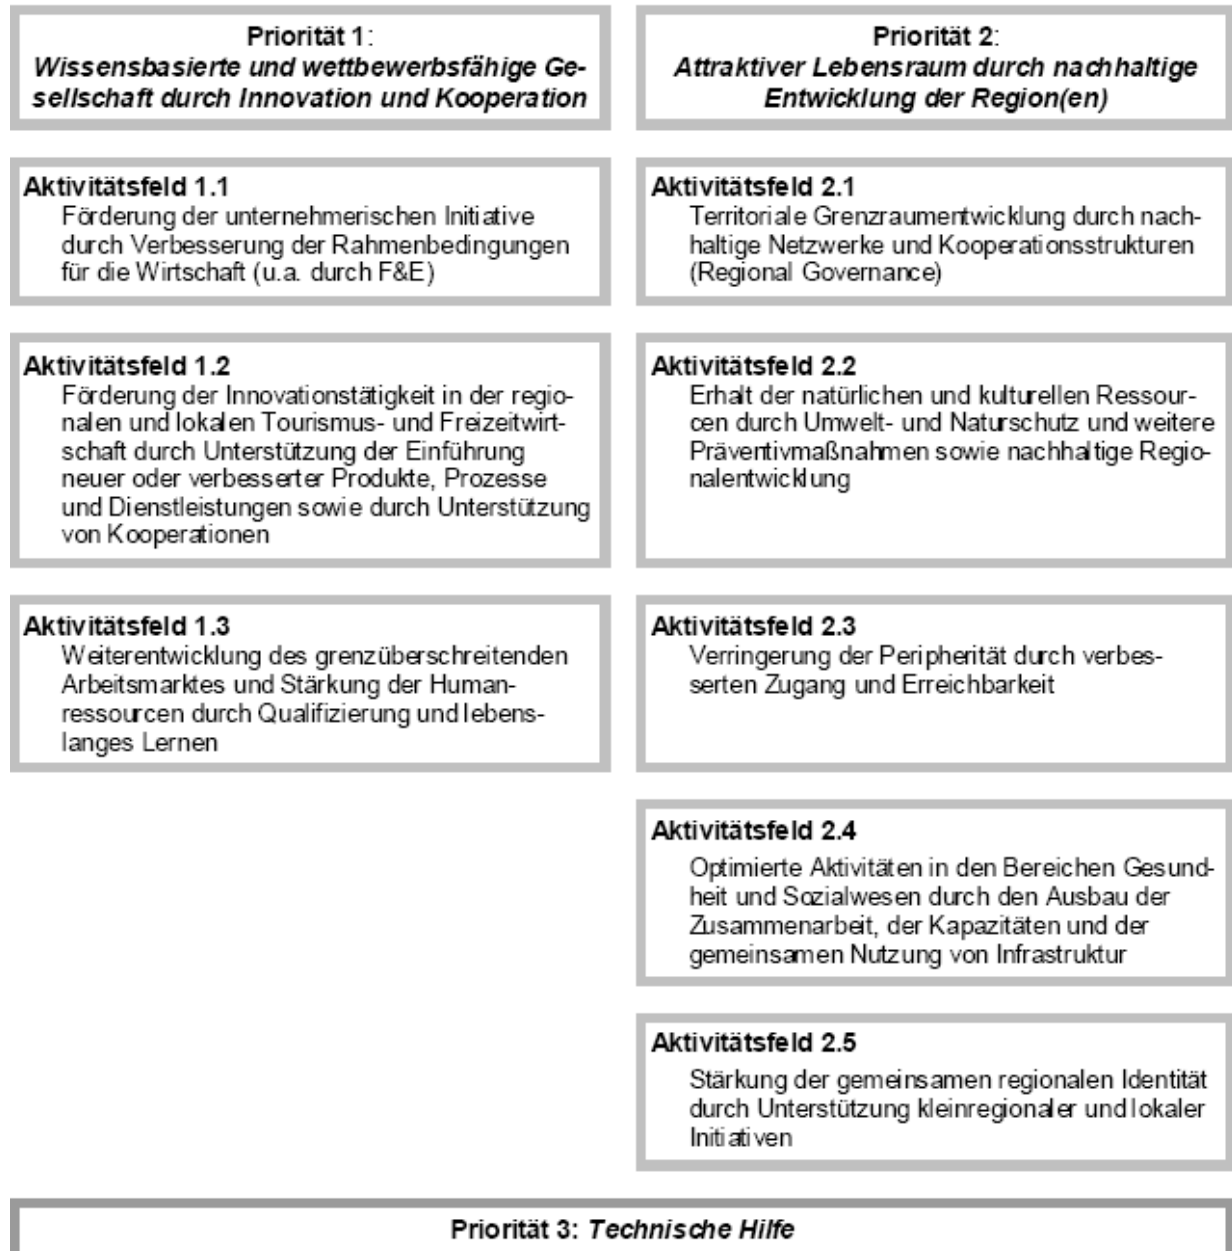 Priorität 1:
Wissensbasierte und wettbewerbsfähige Ge-
sellschaft durch Innovation und Kooperation
Priorität 2:
Attraktiver Lebensraum durch nachhaltige
Entwicklung der Region(en)
Aktivitätsfeld 1.1
Förderung der unternehmerischen Initiative
durch Verbesserung der Rahmenbedingungen
für die Wirtschaft (u.a. durch F&E)
Aktivitätsfeld 2.1
Territoriale Grenzraumentwicklung durch nach-
haltige Netzwerke und Kooperationsstrukturen
(Regional Governance)
Aktivitätsfeld 1.2
Förderung der Innovationstätigkeit in der regio-
nalen und lokalen Tourismus- und Freizeitwirt-
schaft durch Unterstützung der Einführung
neuer oder verbesserter Produkte, Prozesse
und Dienstleistungen sowie durch Unterstützung
von Kooperationen
Aktivitätsfeld 2.2
Erhalt der natürlichen und kulturellen Ressour-
cen durch Umwelt- und Naturschutz und weitere
Präventivmaßnahmen sowie nachhaltige Regio-
nalentwicklung
Aktivitätsfeld 1.3
Weiterentwicklung des grenzüberschreitenden
Arbeitsmarktes und Stärkung der Human-
ressourcen durch Qualifizierung und lebens-
langes Lernen
Aktivitätsfeld 2.3
Verringerung der Peripherität durch verbes-
serten Zugang und Erreichbarkeit
Aktivitätsfeld 2.4
Optimierte Aktivitäten in den Bereichen Gesund-
heit und Sozialwesen durch den Ausbau der
Zusammenarbeit, der Kapazitäten und der
gemeinsamen Nutzung von Infrastruktur
Aktivitätsfeld 2.5
Stärkung der gemeinsamen regionalen Identität
durch Unterstützung kleinregionaler und lokaler
Initiativen
Priorität 3: Technische Hilfe